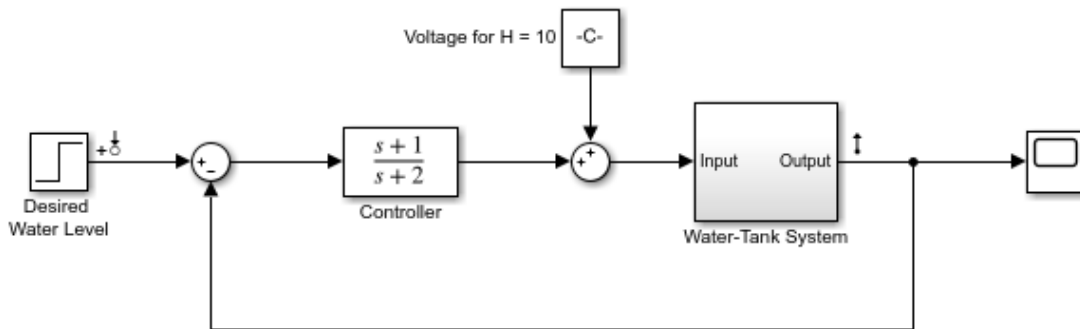 Voltage for H = 10
-C-
s + 1
s + 2
Input
Output
Desired
Water Level
Controller
Water-Tank System